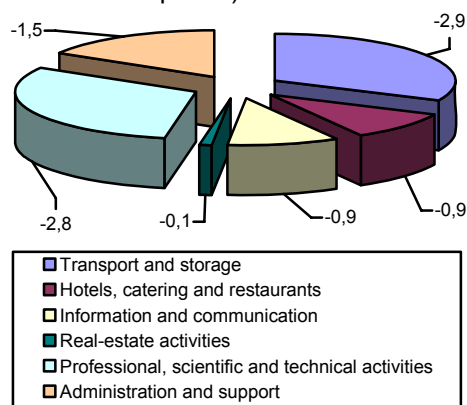 -1,5
-2,9
-2,8
-0,1
-0,9
-0,9
Transport and storage
Hotels, catering and restaurants
Information and communication
Real-estate activities
Professional, scientific and technical activities
Administration and support